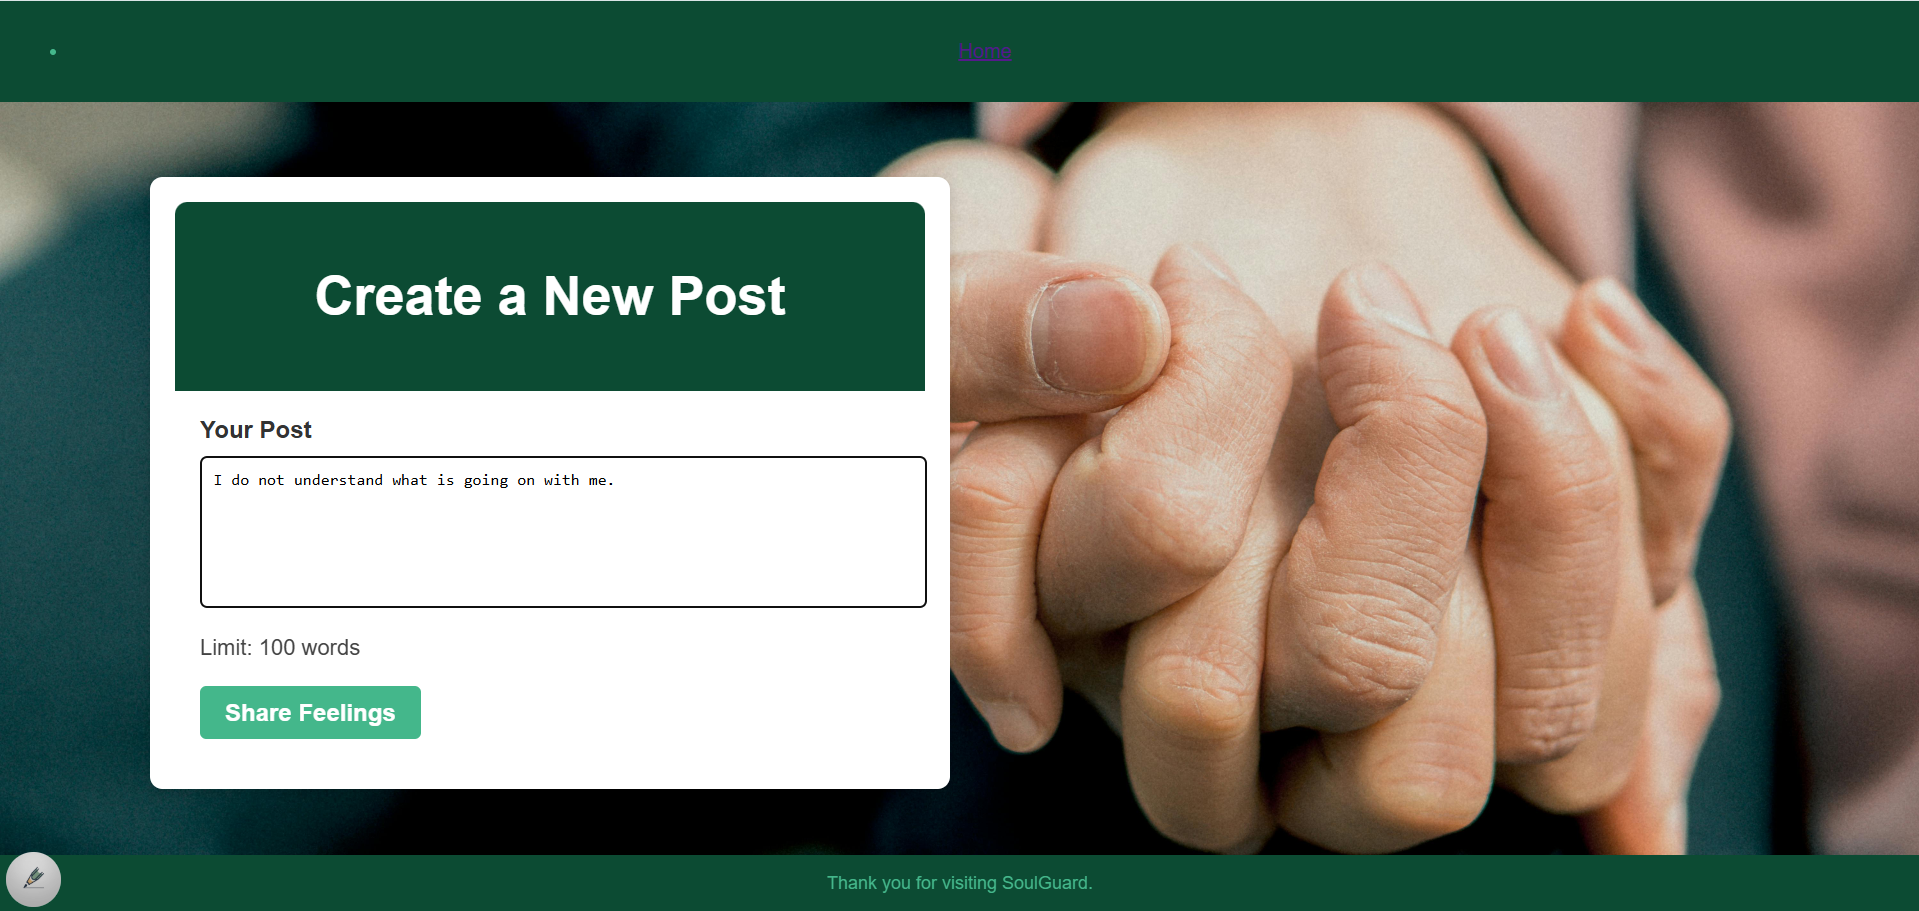 Home
Create a New Post
Your Post
I do not understand what is going on with me.
Limit: 100 words
Share Feelings
Thank you for visiting SoulGuard.